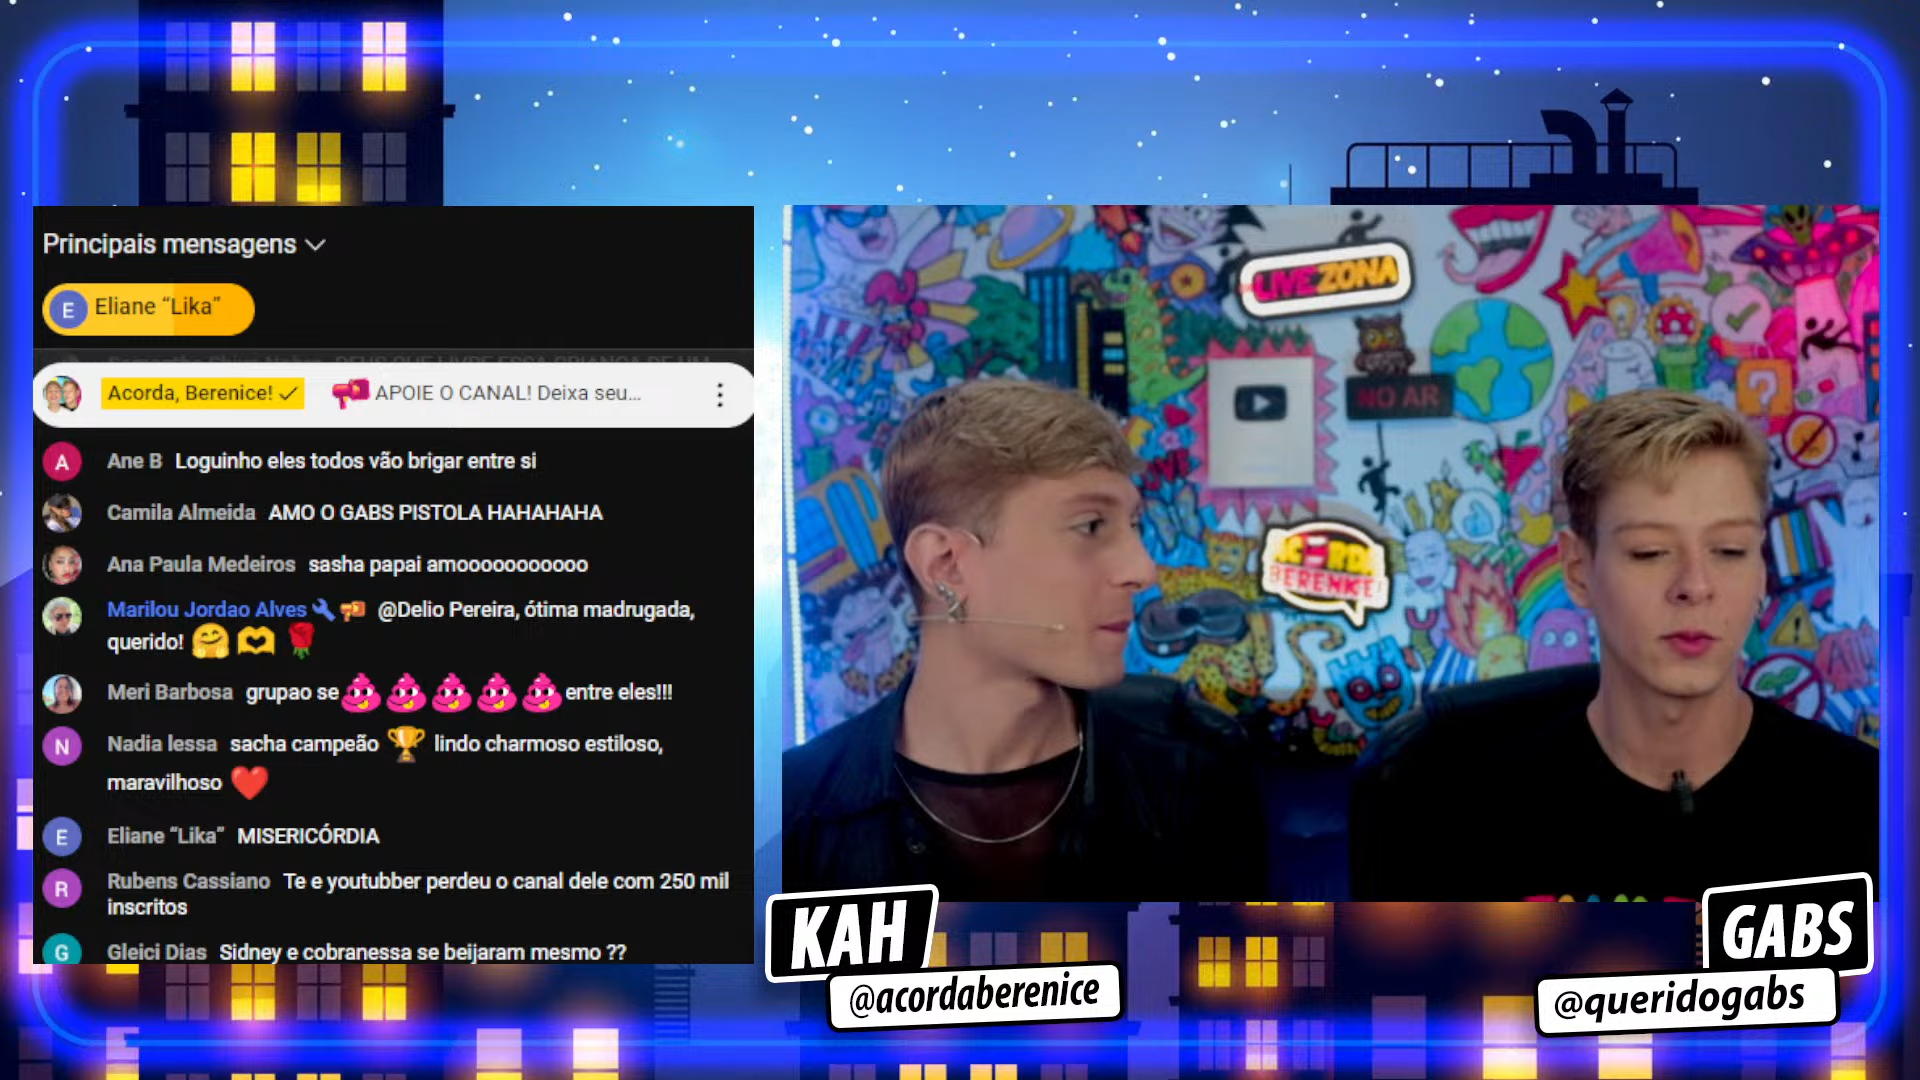 Principais mensagens
E Eliane “Lika”
Acorda, Berenice! APOIE O CANAL! Deixa seu...
A Ane B Loguinho eles todos vão brigar entre si
Camila Almeida AMO O GABS PISTOLA HAHAHAHA
Ana Paula Medeiros sasha papai amooooooooooo
Marilou Jordao Alves @Delio Pereira, ótima madrugada,
querido!
Meri Barbosa grupao se entre eles!!!
N Nadia lessa sacha campeão lindo charmoso estiloso,
maravilhoso
E Eliane “Lika” MISERICÓRDIA
R Rubens Cassiano Te e youtubber perdeu o canal dele com 250 mil
inscritos
G Gleici Dias Sidney e cobranessa se beijaram mesmo ??
LIVEZONA
NO AR
ACORDA
BERENICE!
KAH
@acordaberenice
GABS
@queridogabs